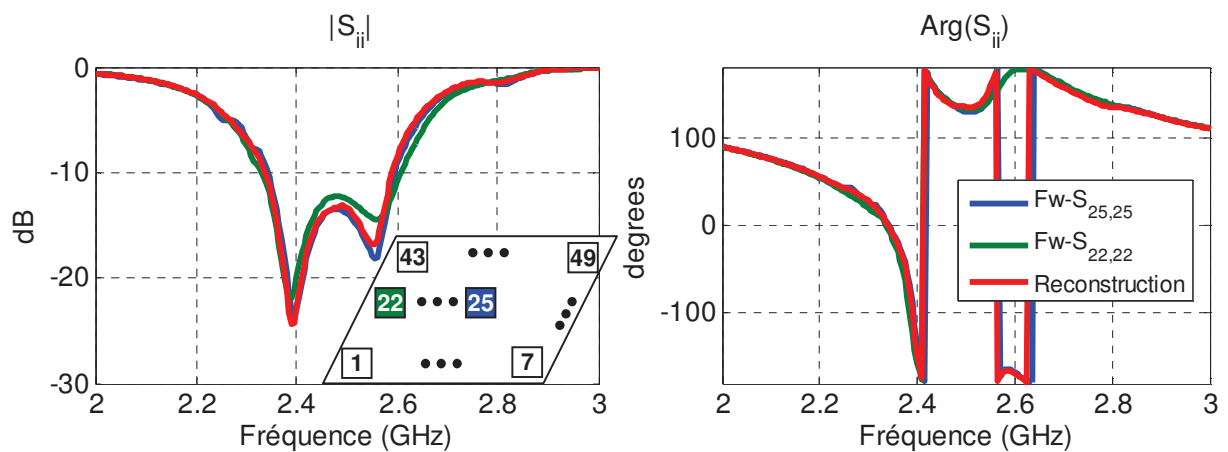 |S_ii|
0
-10
-20
-30
dB
2
2.2
2.4
2.6
2.8
3
Fréquence (GHz)
43
49
22
25
1
7
Arg(S_ii)
100
0
-100
degrees
2
2.2
2.4
2.6
2.8
3
Fréquence (GHz)
Fw-S_25,25
Fw-S_22,22
Reconstruction